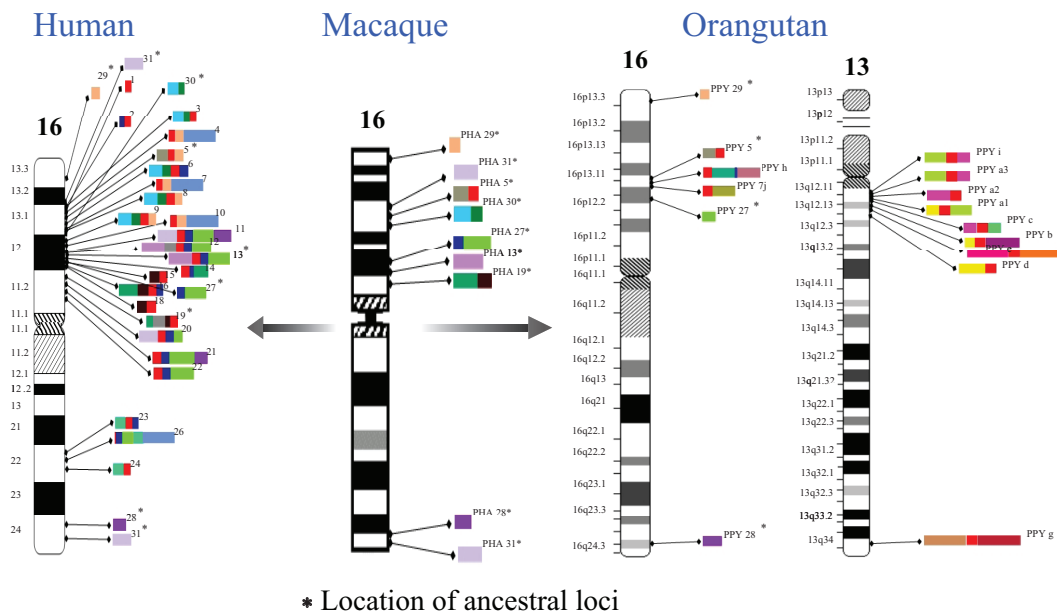 Human
Macaque
Orangutan
16
13.3
13.2
13.1
12
11.2
11.1
11.1
11.2
12.1
12.2
13
21
22
23
24
29*
31*
1
30*
2
3
4
5*
6
7
8
9
10
11
12
13*
14
15
16
27*
18
19*
20
21
22
23
26
24
28*
31*
16
PHA 29*
PHA 31*
PHA 5*
PHA 30*
PHA 27*
PHA 13*
PHA 19*
PHA 28*
PHA 31*
16
16p13.3
16p13.2
16p13.13
16p13.11
16p12.2
16p11.2
16p11.1
16q11.1
16q11.2
16q12.1
16q12.2
16q13
16q21
16q22.1
16q22.2
16q23.1
16q23.3
16q24.3
PPY 29 *
PPY 5 *
PPY h
PPY 7j
PPY 27 *
PPY 28 *
13
13p13
13p12
13p11.2
13p11.1
13q12.11
13q12.13
13q12.3
13q13.2
13q14.11
13q14.13
13q14.3
13q21.2
13q21.3?
13q22.1
13q22.3
13q31.2
13q32.1
13q32.3
13q33.2
13q34
PPY i
PPY a3
PPY a2
PPY a1
PPY c
PPY b
PPY e
PPY d
PPY g
* Location of ancestral loci